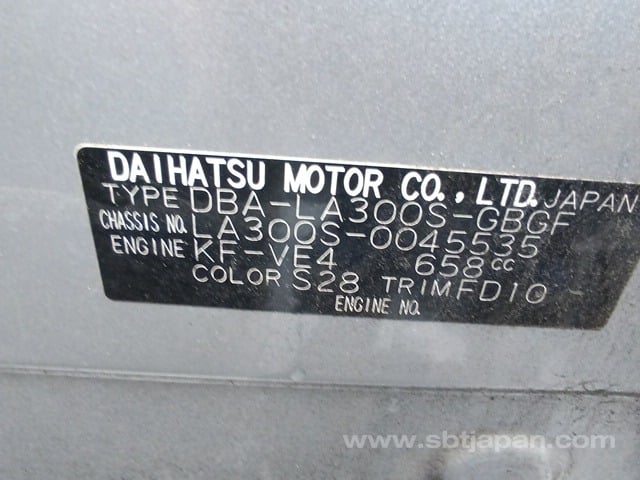 DAIHATSU MOTOR CO., LTD. JAPAN
TYPE DBA-LA300S-GBGF
CHASSIS NO. LA300S-0045535
ENGINE KF-VE4 658cc
COLOR S28 TRIM FD10 -
ENGINE NO.
www.sbtjapan.com